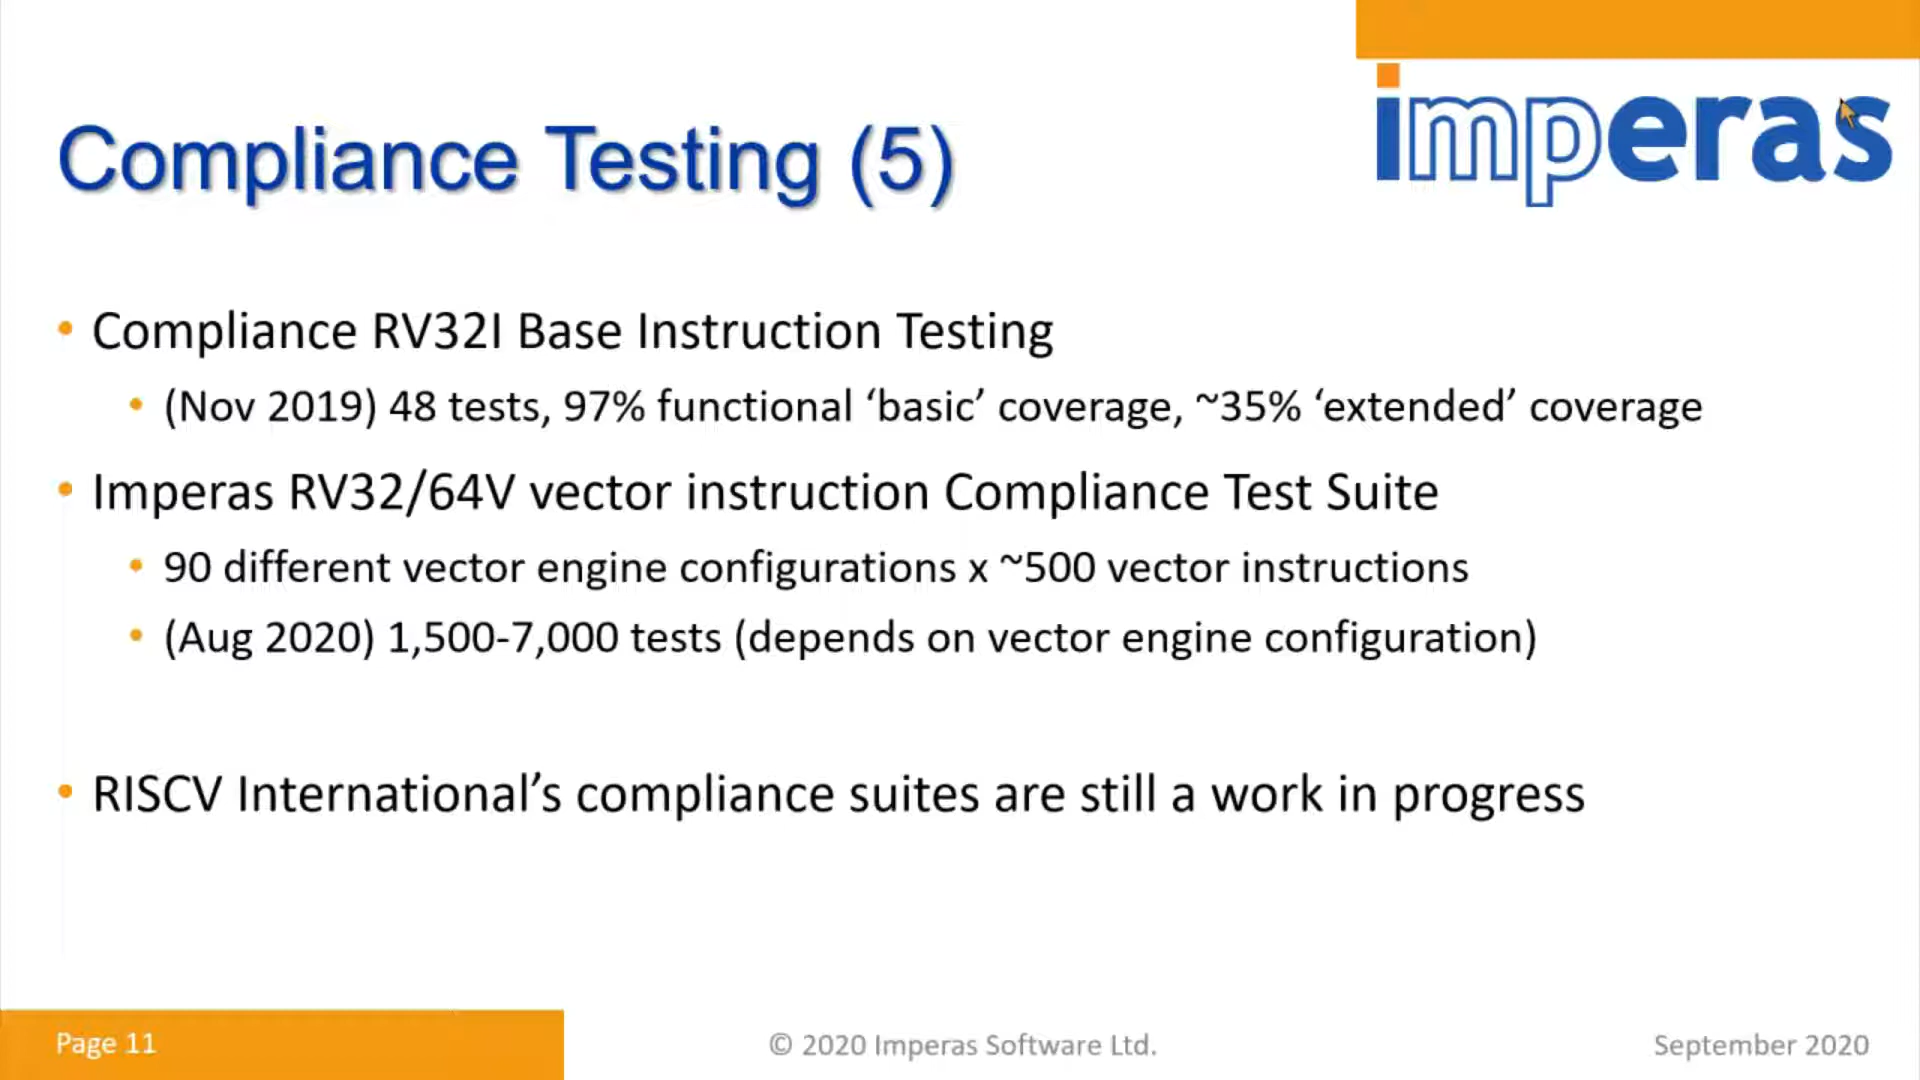 imperas
Compliance Testing (5)
• Compliance RV32I Base Instruction Testing
• (Nov 2019) 48 tests, 97% functional ‘basic’ coverage, ~35% ‘extended’ coverage
• Imperas RV32/64V vector instruction Compliance Test Suite
• 90 different vector engine configurations x ~500 vector instructions
• (Aug 2020) 1,500-7,000 tests (depends on vector engine configuration)
• RISCV International’s compliance suites are still a work in progress
Page 11
© 2020 Imperas Software Ltd.
September 2020